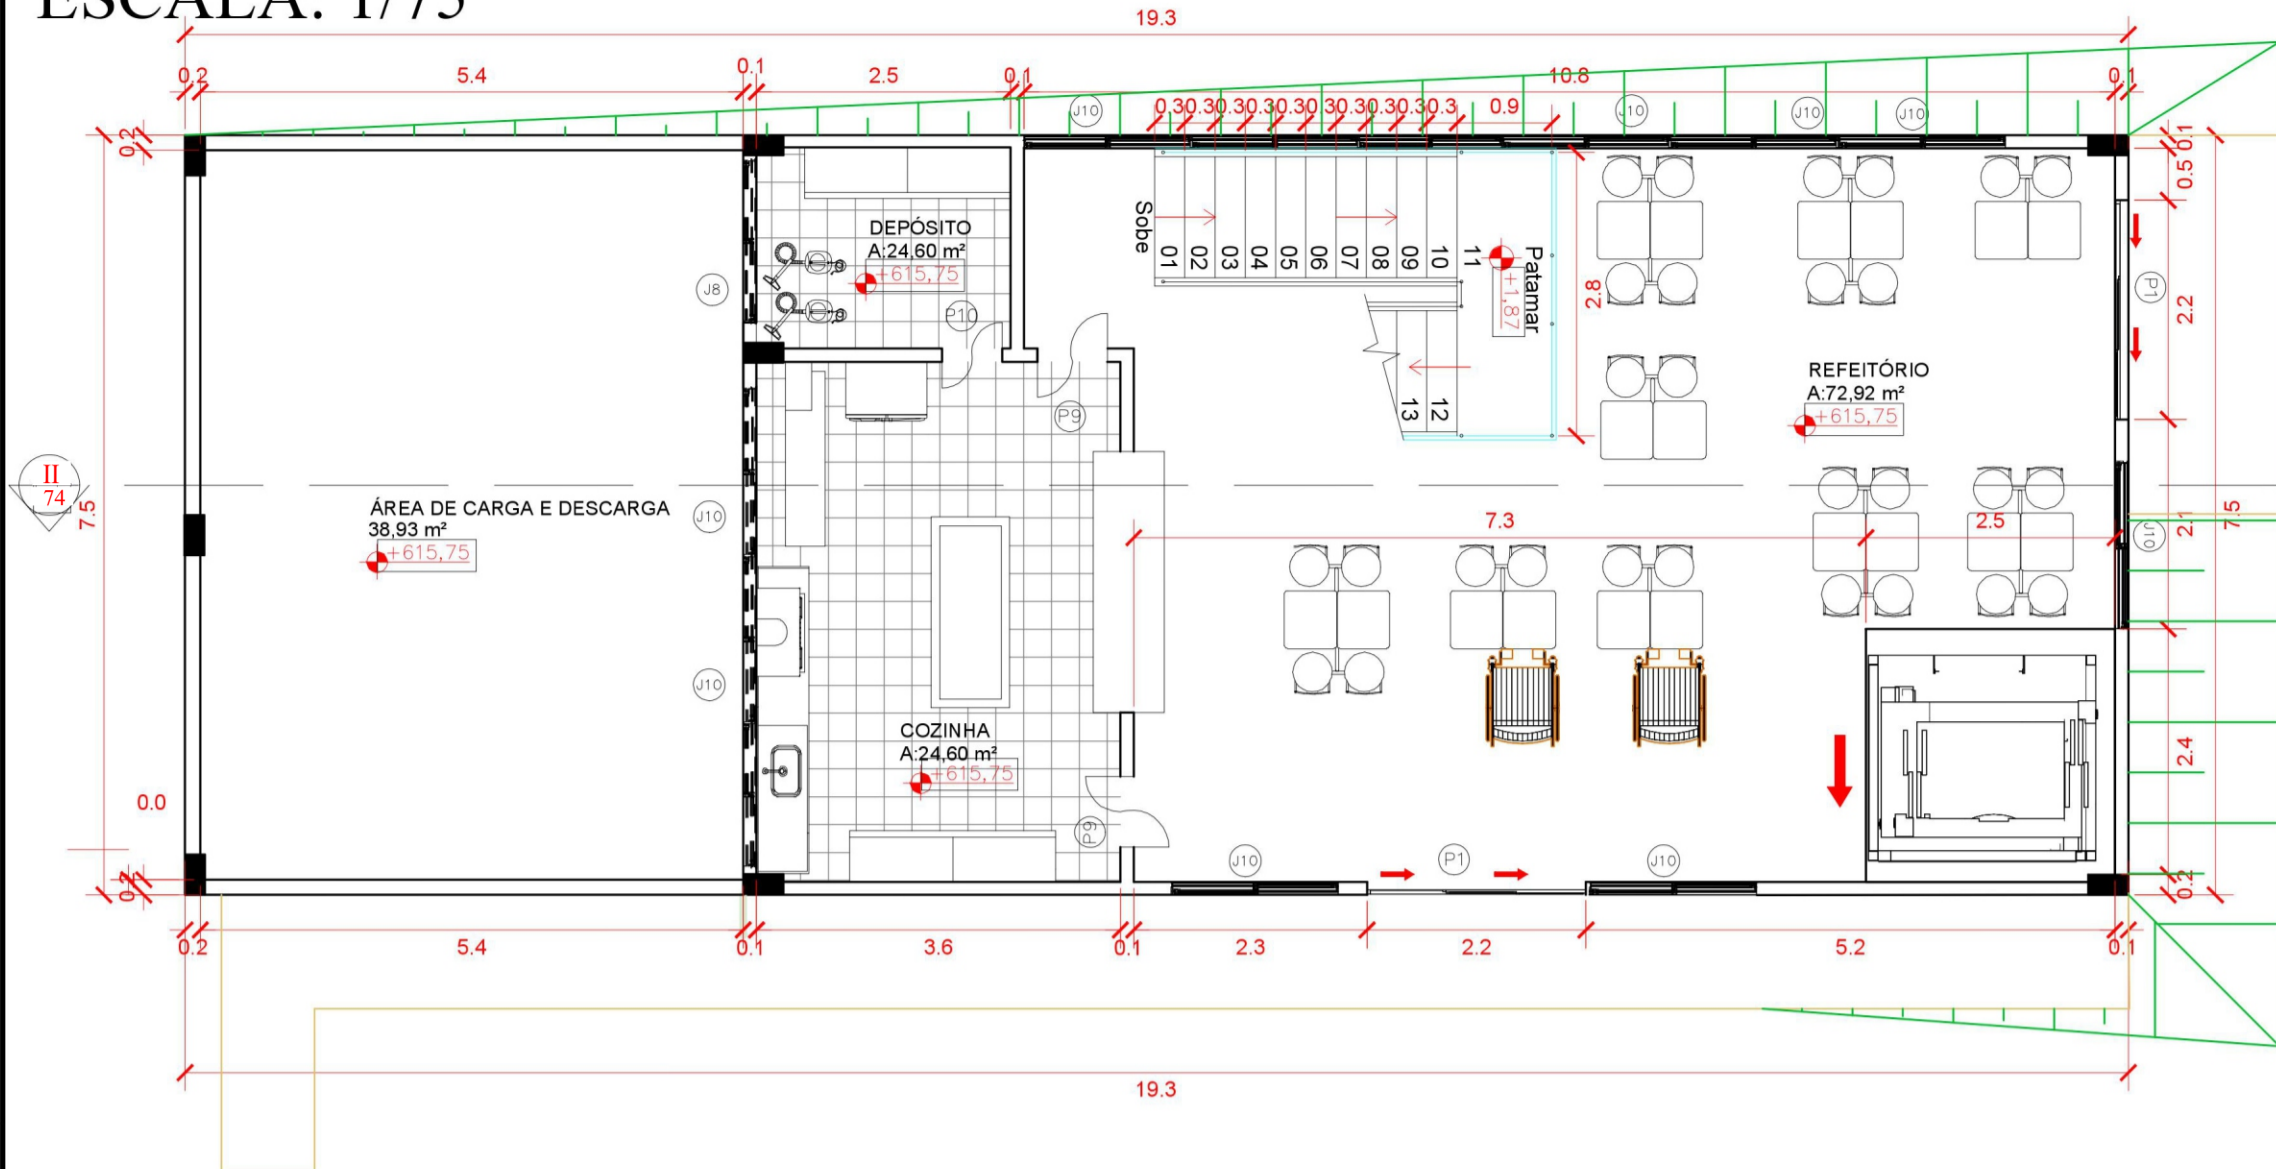 ESCALA: 1/75
19.3
0.2
5.4
0.1
2.5
0.1
10.8
0.1
J10
0.3 0.3 0.3 0.3 0.3 0.3 0.3 0.3 0.3 0.3
0.9
J10
J10
J10
0.2
0.1
0.5
DEPÓSITO
A:24,60 m²
+615,75
P10
J8
Sobe
01
02
03
04
05
06
07
08
09
10
11
Patamar
+1,87
2.8
12
13
P1
2.2
REFEITÓRIO
A:72,92 m²
+615,75
P9
II
74
7.5
ÁREA DE CARGA E DESCARGA
38,93 m²
+615,75
J10
7.3
2.5
J10
2.1
7.5
J10
COZINHA
A:24,60 m²
+615,75
0.0
2.4
P9
J10
P1
J10
0.2
0.2
0.2
5.4
0.1
3.6
0.1
2.3
2.2
5.2
0.1
19.3